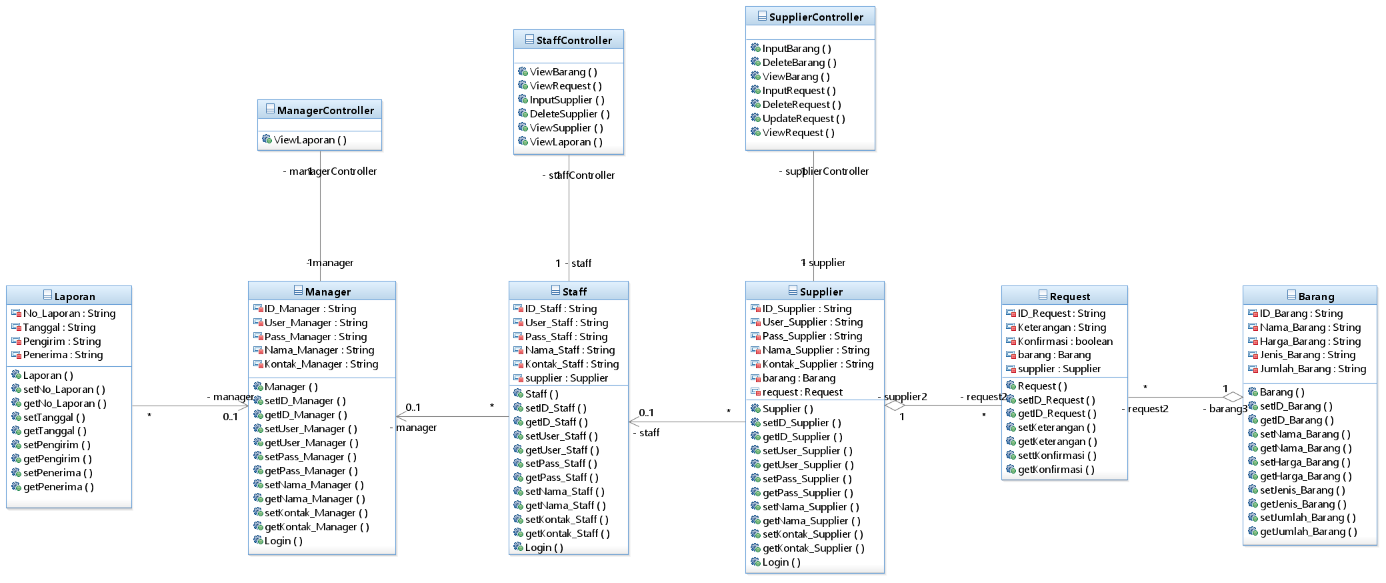 SupplierController
InputBarang ( )
DeleteBarang ( )
ViewBarang ( )
InputRequest ( )
DeleteRequest ( )
UpdateRequest ( )
ViewRequest ( )
StaffController
ViewBarang ( )
ViewRequest ( )
InputSupplier ( )
DeleteSupplier ( )
ViewSupplier ( )
ViewLaporan ( )
ManagerController
ViewLaporan ( )
- managerController
1
- staffController
1
- supplierController
1
- manager
1
1 - staff
- supplier
1
Laporan
No_Laporan : String
Tanggal : String
Pengirim : String
Penerima : String
Laporan ( )
setNo_Laporan ( )
getNo_Laporan ( )
setTanggal ( )
getTanggal ( )
setPengirim ( )
getPengirim ( )
setPenerima ( )
getPenerima ( )
*
- manager
0..1
Manager
ID_Manager : String
User_Manager : String
Pass_Manager : String
Nama_Manager : String
Kontak_Manager : String
Manager ( )
setID_Manager ( )
getID_Manager ( )
setUser_Manager ( )
getUser_Manager ( )
setPass_Manager ( )
getPass_Manager ( )
setNama_Manager ( )
getNama_Manager ( )
setKontak_Manager ( )
getKontak_Manager ( )
Login ( )
0..1
*
- manager
Staff
ID_Staff : String
User_Staff : String
Pass_Staff : String
Nama_Staff : String
Kontak_Staff : String
supplier : Supplier
Staff ( )
setID_Staff ( )
getID_Staff ( )
setUser_Staff ( )
getUser_Staff ( )
setPass_Staff ( )
getPass_Staff ( )
setNama_Staff ( )
getNama_Staff ( )
setKontak_Staff ( )
getKontak_Staff ( )
Login ( )
0..1
*
- staff
Supplier
ID_Supplier : String
User_Supplier : String
Pass_Supplier : String
Nama_Supplier : String
Kontak_Supplier : String
barang : Barang
request : Request
Supplier ( )
setID_Supplier ( )
getID_Supplier ( )
setUser_Supplier ( )
getUser_Supplier ( )
setPass_Supplier ( )
getPass_Supplier ( )
setNama_Supplier ( )
getNama_Supplier ( )
setKontak_Supplier ( )
getKontak_Supplier ( )
Login ( )
- supplier2
1
- request2
*
Request
ID_Request : String
Keterangan : String
Konfirmasi : boolean
barang : Barang
supplier : Supplier
Request ( )
setID_Request ( )
getID_Request ( )
setKeterangan ( )
getKeterangan ( )
settKonfirmasi ( )
getKonfirmasi ( )
*
- request2
1
- barang3
Barang
ID_Barang : String
Nama_Barang : String
Harga_Barang : String
Jenis_Barang : String
Jumlah_Barang : String
Barang ( )
setID_Barang ( )
getID_Barang ( )
setNama_Barang ( )
getNama_Barang ( )
setHarga_Barang ( )
getHarga_Barang ( )
setJenis_Barang ( )
getJenis_Barang ( )
setJumlah_Barang ( )
getJumlah_Barang ( )